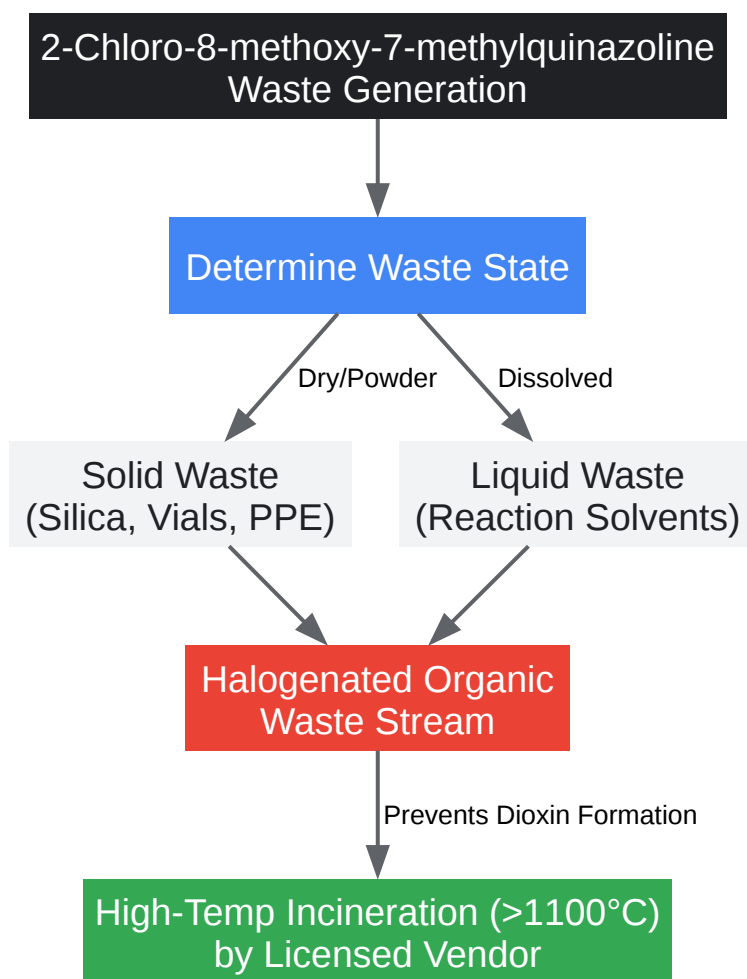 2-Chloro-8-methoxy-7-methylquinazoline
Waste Generation
Determine Waste State
Dry/Powder
Dissolved
Solid Waste
(Silica, Vials, PPE)
Liquid Waste
(Reaction Solvents)
Halogenated Organic
Waste Stream
Prevents Dioxin Formation
High-Temp Incineration (>1100°C)
by Licensed Vendor